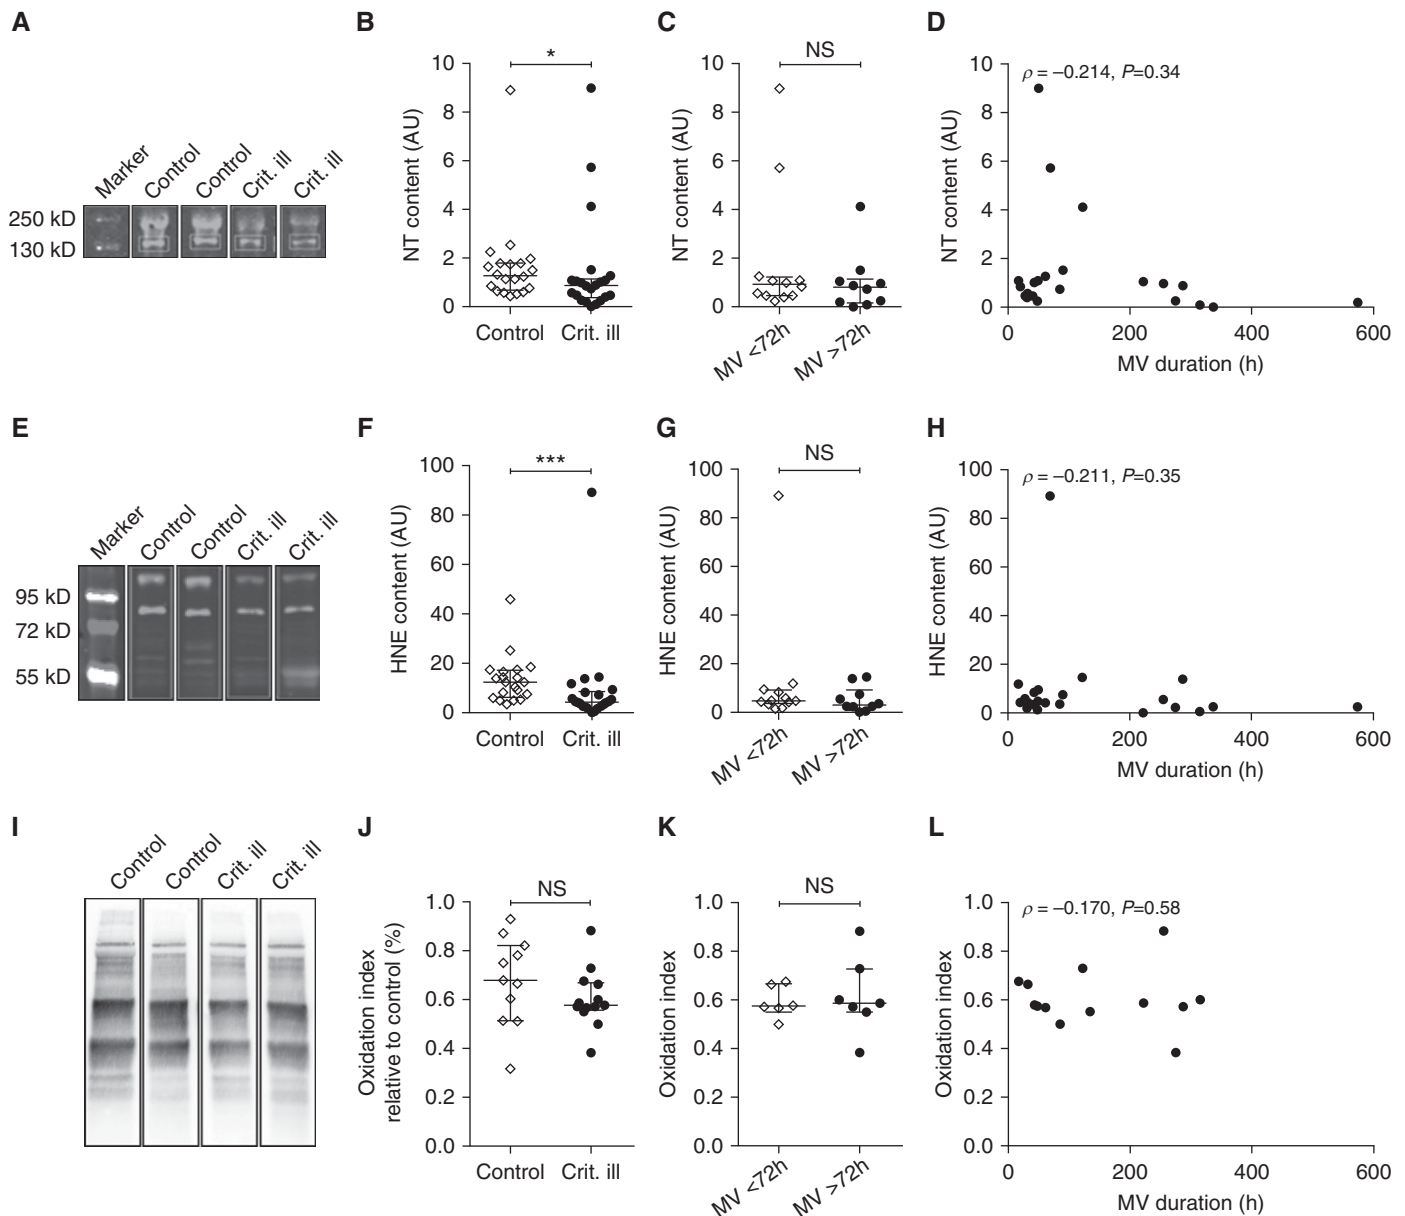 A
Marker
Control
Control
Crit. ill
Crit. ill
250 kD
130 kD
B
NT content (AU)
10
8
6
4
2
0
*
Control
Crit. ill
C
NT content (AU)
10
8
6
4
2
0
NS
MV <72h
MV >72h
D
NT content (AU)
10
8
6
4
2
0
ρ = –0.214, P=0.34
0
200
400
600
MV duration (h)
E
Marker
Control
Control
Crit. ill
Crit. ill
95 kD
72 kD
55 kD
F
HNE content (AU)
100
80
60
40
20
0
***
Control
Crit. ill
G
HNE content (AU)
100
80
60
40
20
0
NS
MV <72h
MV >72h
H
HNE content (AU)
100
80
60
40
20
0
ρ = –0.211, P=0.35
0
200
400
600
MV duration (h)
I
Control
Control
Crit. ill
Crit. ill
J
Oxidation index
relative to control (%)
1.0
0.8
0.6
0.4
0.2
0.0
NS
Control
Crit. ill
K
Oxidation index
1.0
0.8
0.6
0.4
0.2
0.0
NS
MV <72h
MV >72h
L
Oxidation index
1.0
0.8
0.6
0.4
0.2
0.0
ρ = –0.170, P=0.58
0
200
400
600
MV duration (h)